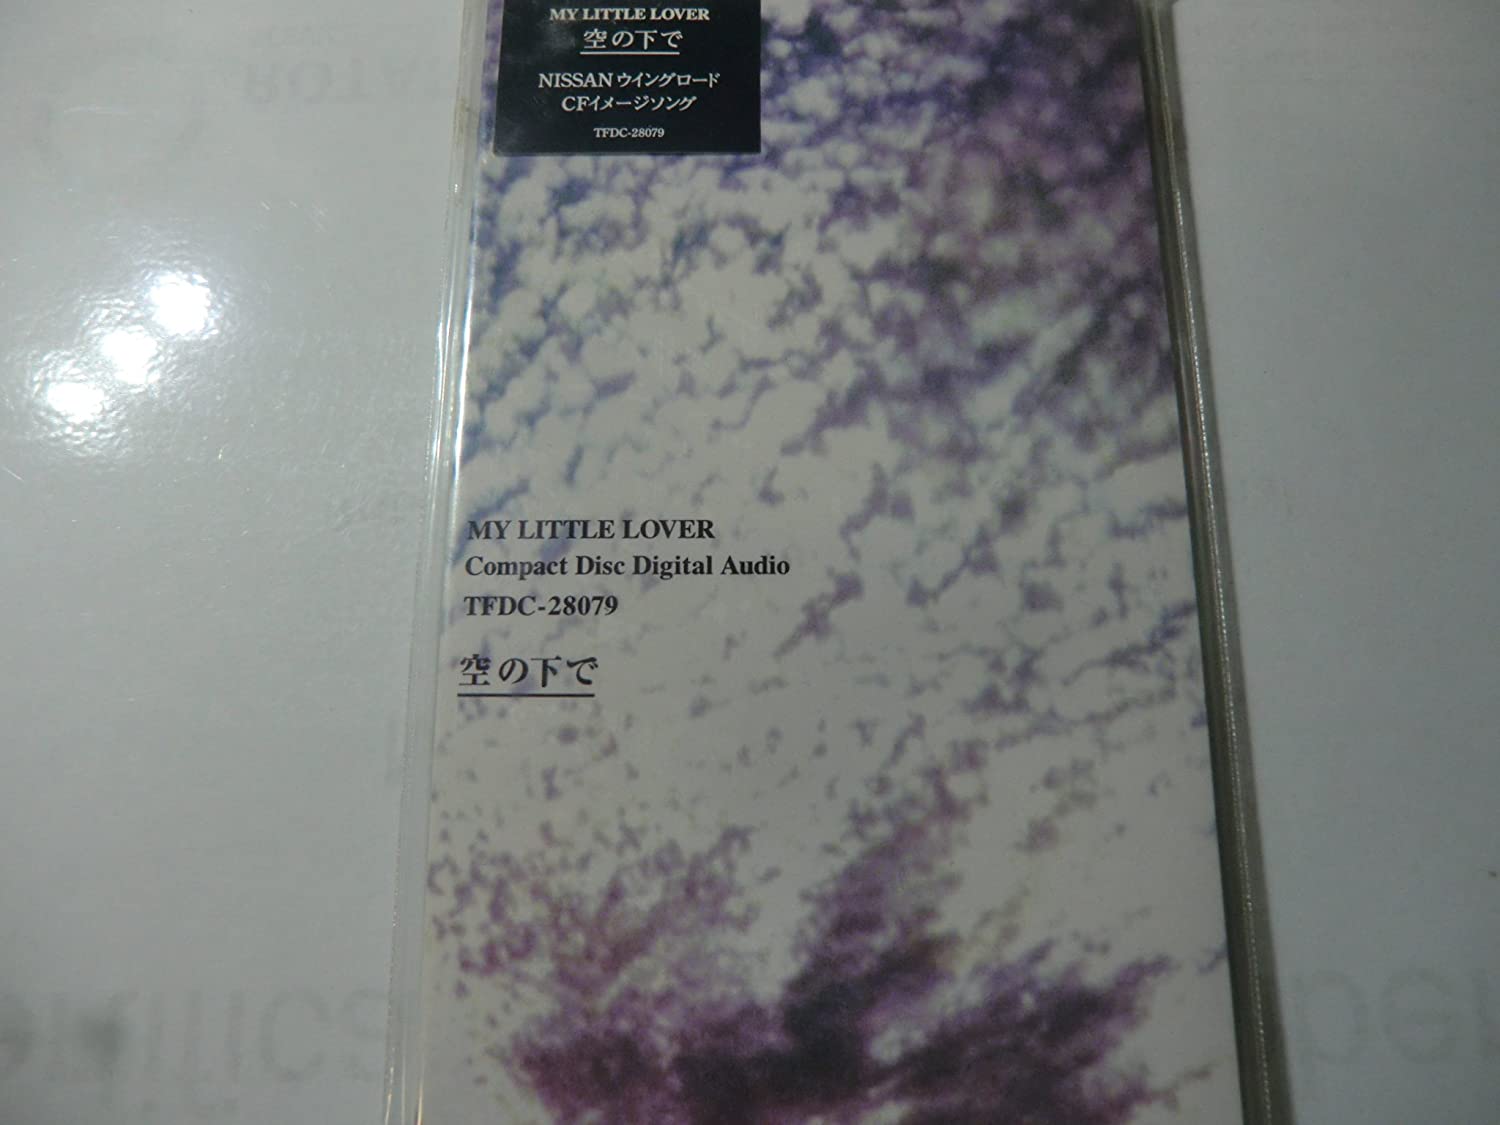 MY LITTLE LOVER
空の下で
NISSANウイングロード
CFイメージソング
TFDC-28079
MY LITTLE LOVER
Compact Disc Digital Audio
TFDC-28079
空の下で